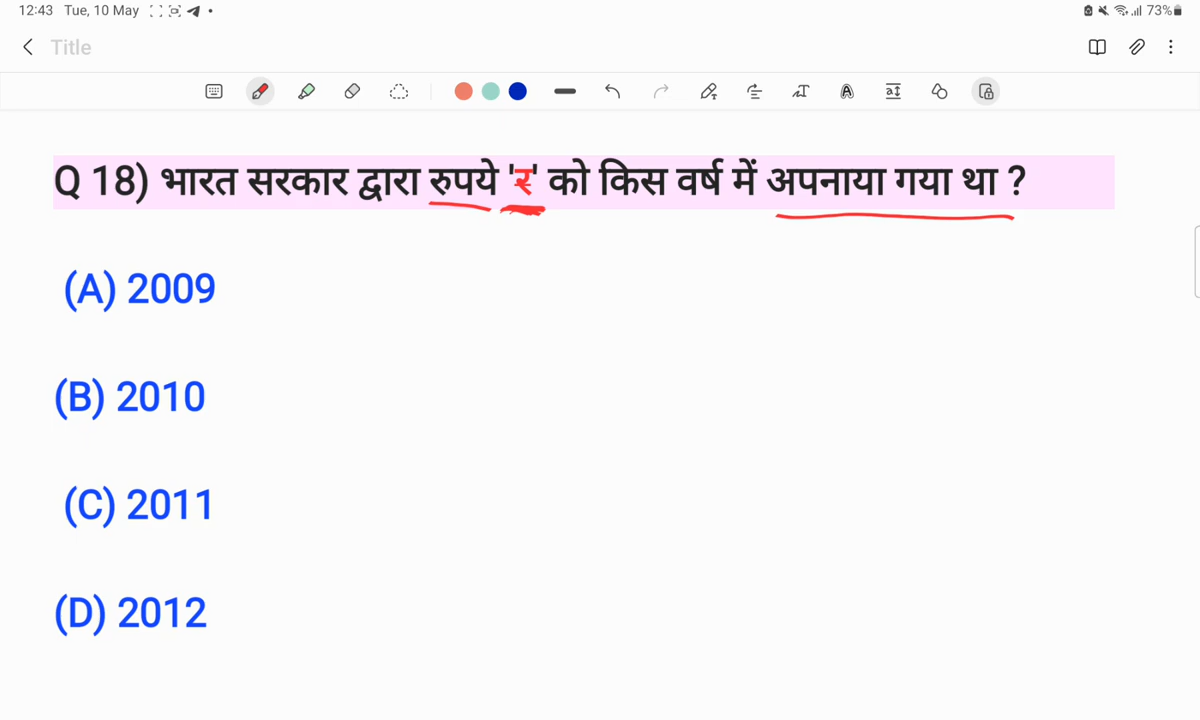 12:43 Tue, 10 May 73%
Title
Q 18) भारत सरकार द्वारा रुपये 'र' को किस वर्ष में अपनाया गया था ?
(A) 2009
(B) 2010
(C) 2011
(D) 2012